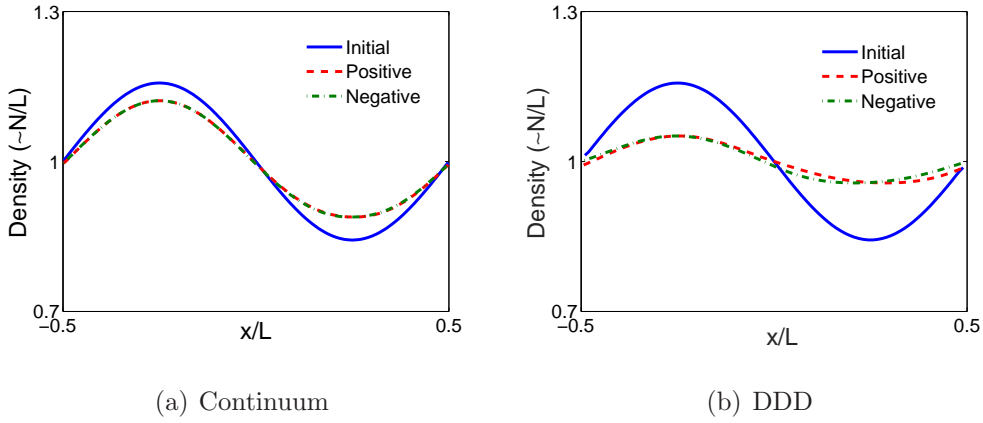 1.3
Initial
Positive
Negative
Density (~N/L)
1
0.7
−0.5
x/L
0.5
(a) Continuum
1.3
Initial
Positive
Negative
Density (~N/L)
1
0.7
−0.5
x/L
0.5
(b) DDD